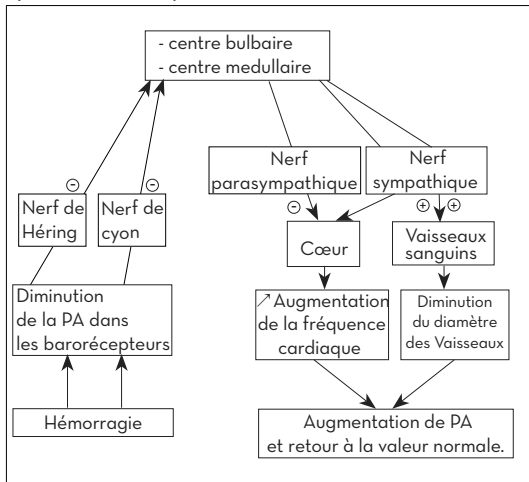 - centre bulbaire
- centre medullaire
Nerf
parasympathique
Nerf
sympathique
⊖
⊖
Nerf de
Héring
Nerf de
cyon
⊖
⊕ ⊕
Cœur
Vaisseaux
sanguins
Diminution
de la PA dans
les barorécepteurs
↗ Augmentation
de la fréquence
cardiaque
Diminution
du diamètre
des Vaisseaux
Hémorragie
Augmentation de PA
et retour à la valeur normale.